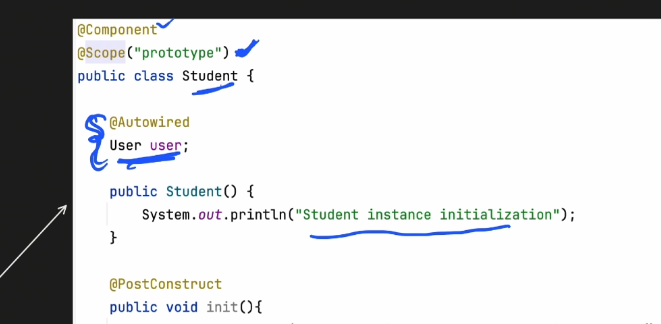 @Component
@Scope("prototype")
public class Student {
@Autowired
User user;
public Student() {
System.out.println("Student instance initialization");
}
@PostConstruct
public void init(){